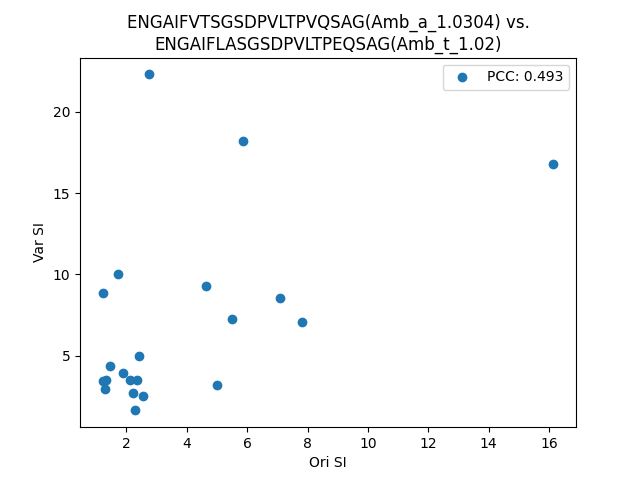 ENGAIFVTSGSDPVLTPVQSAG(Amb_a_1.0304) vs.
ENGAIFLASGSDPVLTPEQSAG(Amb_t_1.02)
PCC: 0.493
20
15
10
5
Var SI
2 4 6 8 10 12 14 16
Ori SI